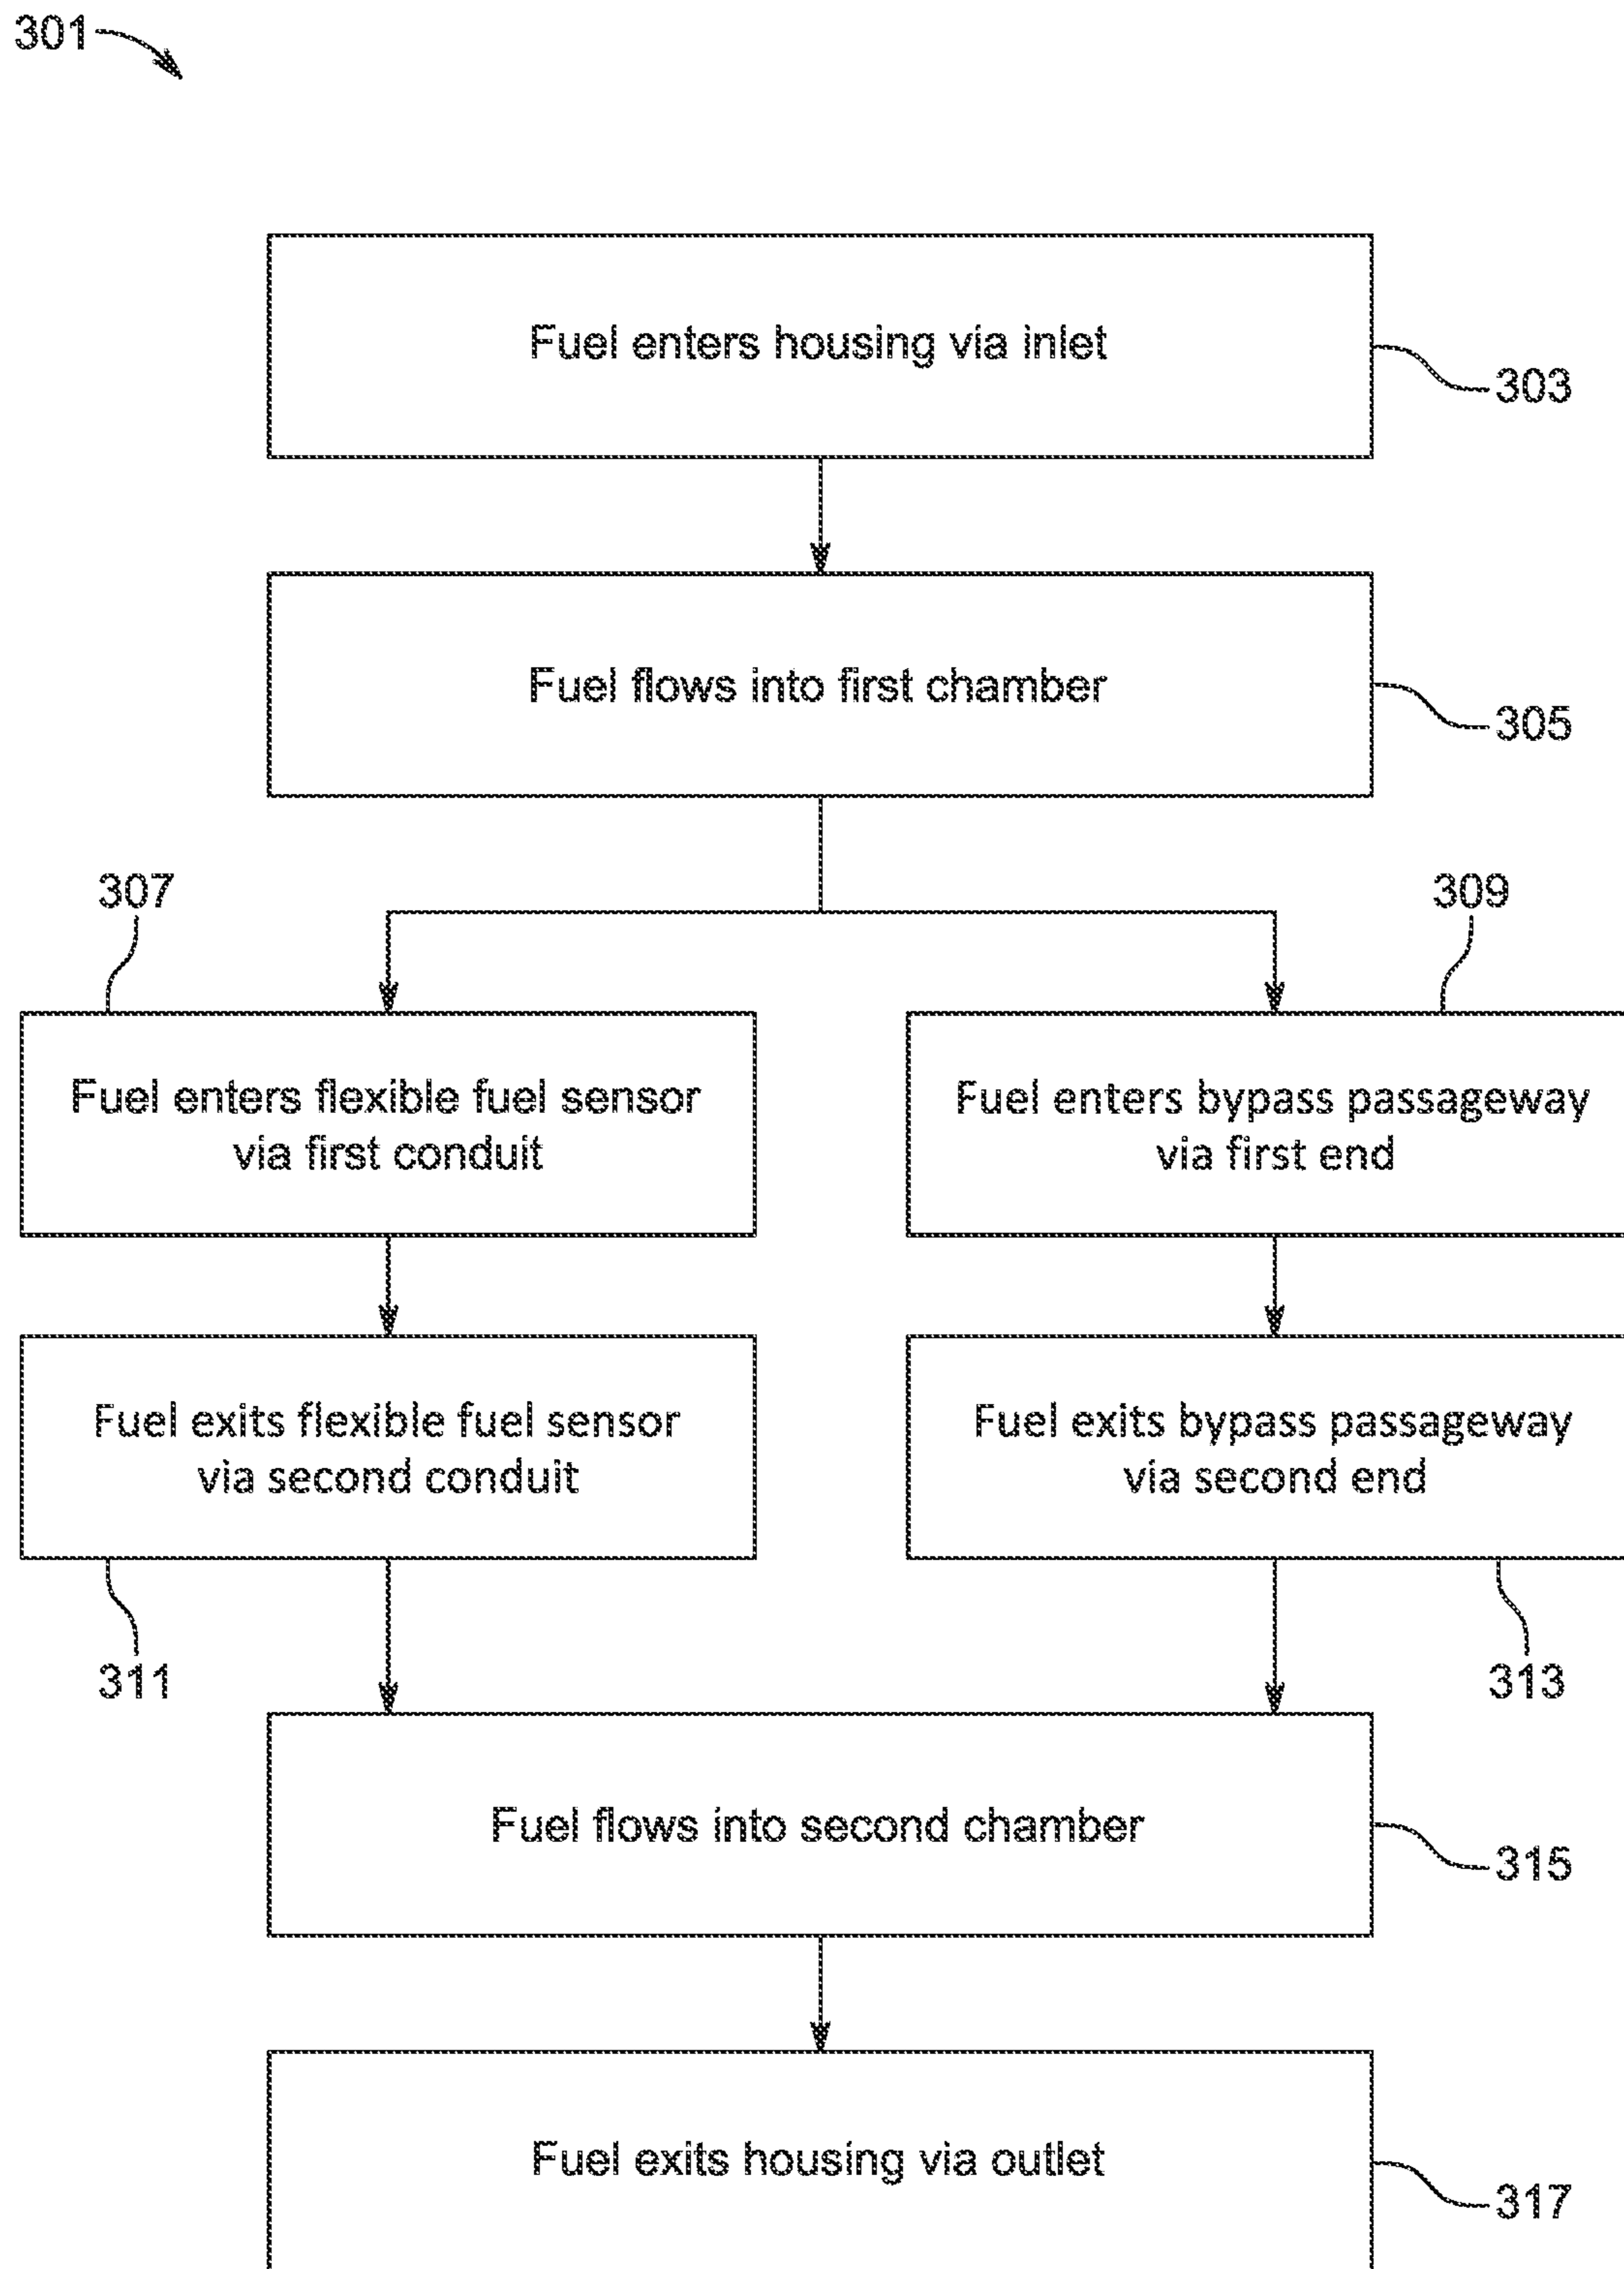 301
Fuel enters housing via inlet
303
Fuel flows into first chamber
305
307
309
Fuel enters flexible fuel sensor
via first conduit
Fuel enters bypass passageway
via first end
Fuel exits flexible fuel sensor
via second conduit
Fuel exits bypass passageway
via second end
311
313
Fuel flows into second chamber
315
Fuel exits housing via outlet
317